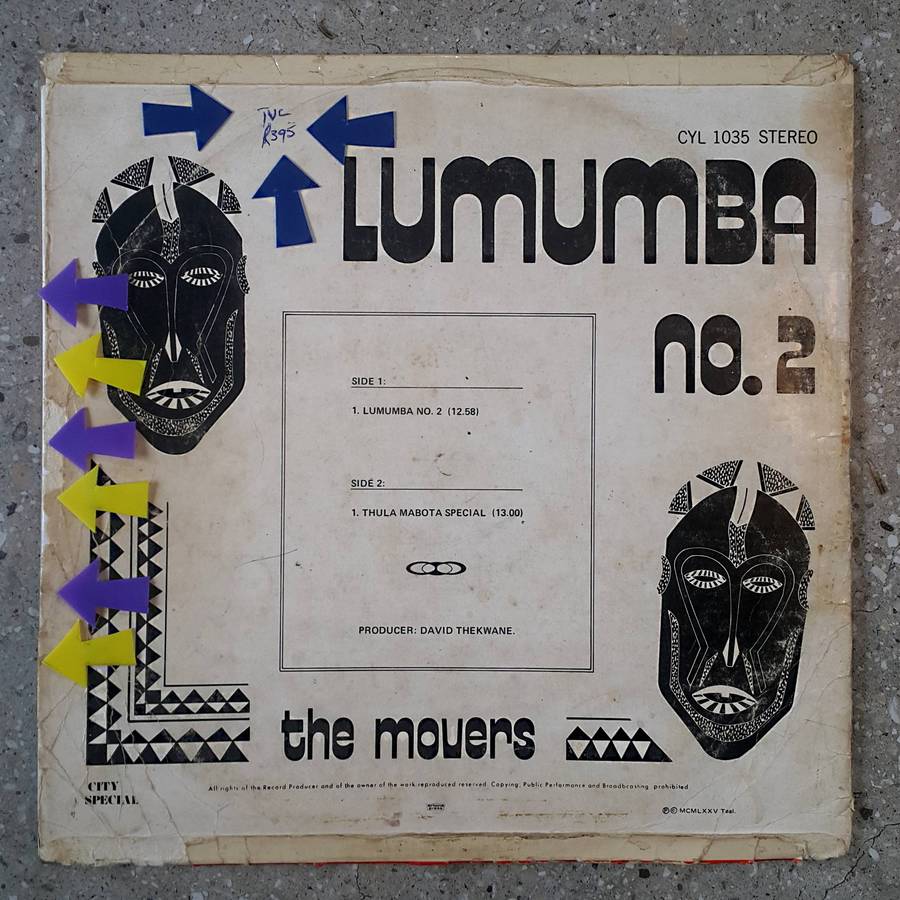 TVC
R395
CYL 1035 STEREO
LUMUMBA
no. 2
SIDE 1:
1. LUMUMBA NO. 2 (12.58)
SIDE 2:
1. THULA MABOTA SPECIAL (13.00)
PRODUCER: DAVID THEKWANE.
the movers
CITY
SPECIAL
All rights of the Record Producer and of the owner of the work reproduced reserved. Copying; Public Performance and Broadcasting prohibited
Ⓟ © MCMLXXV Teal.